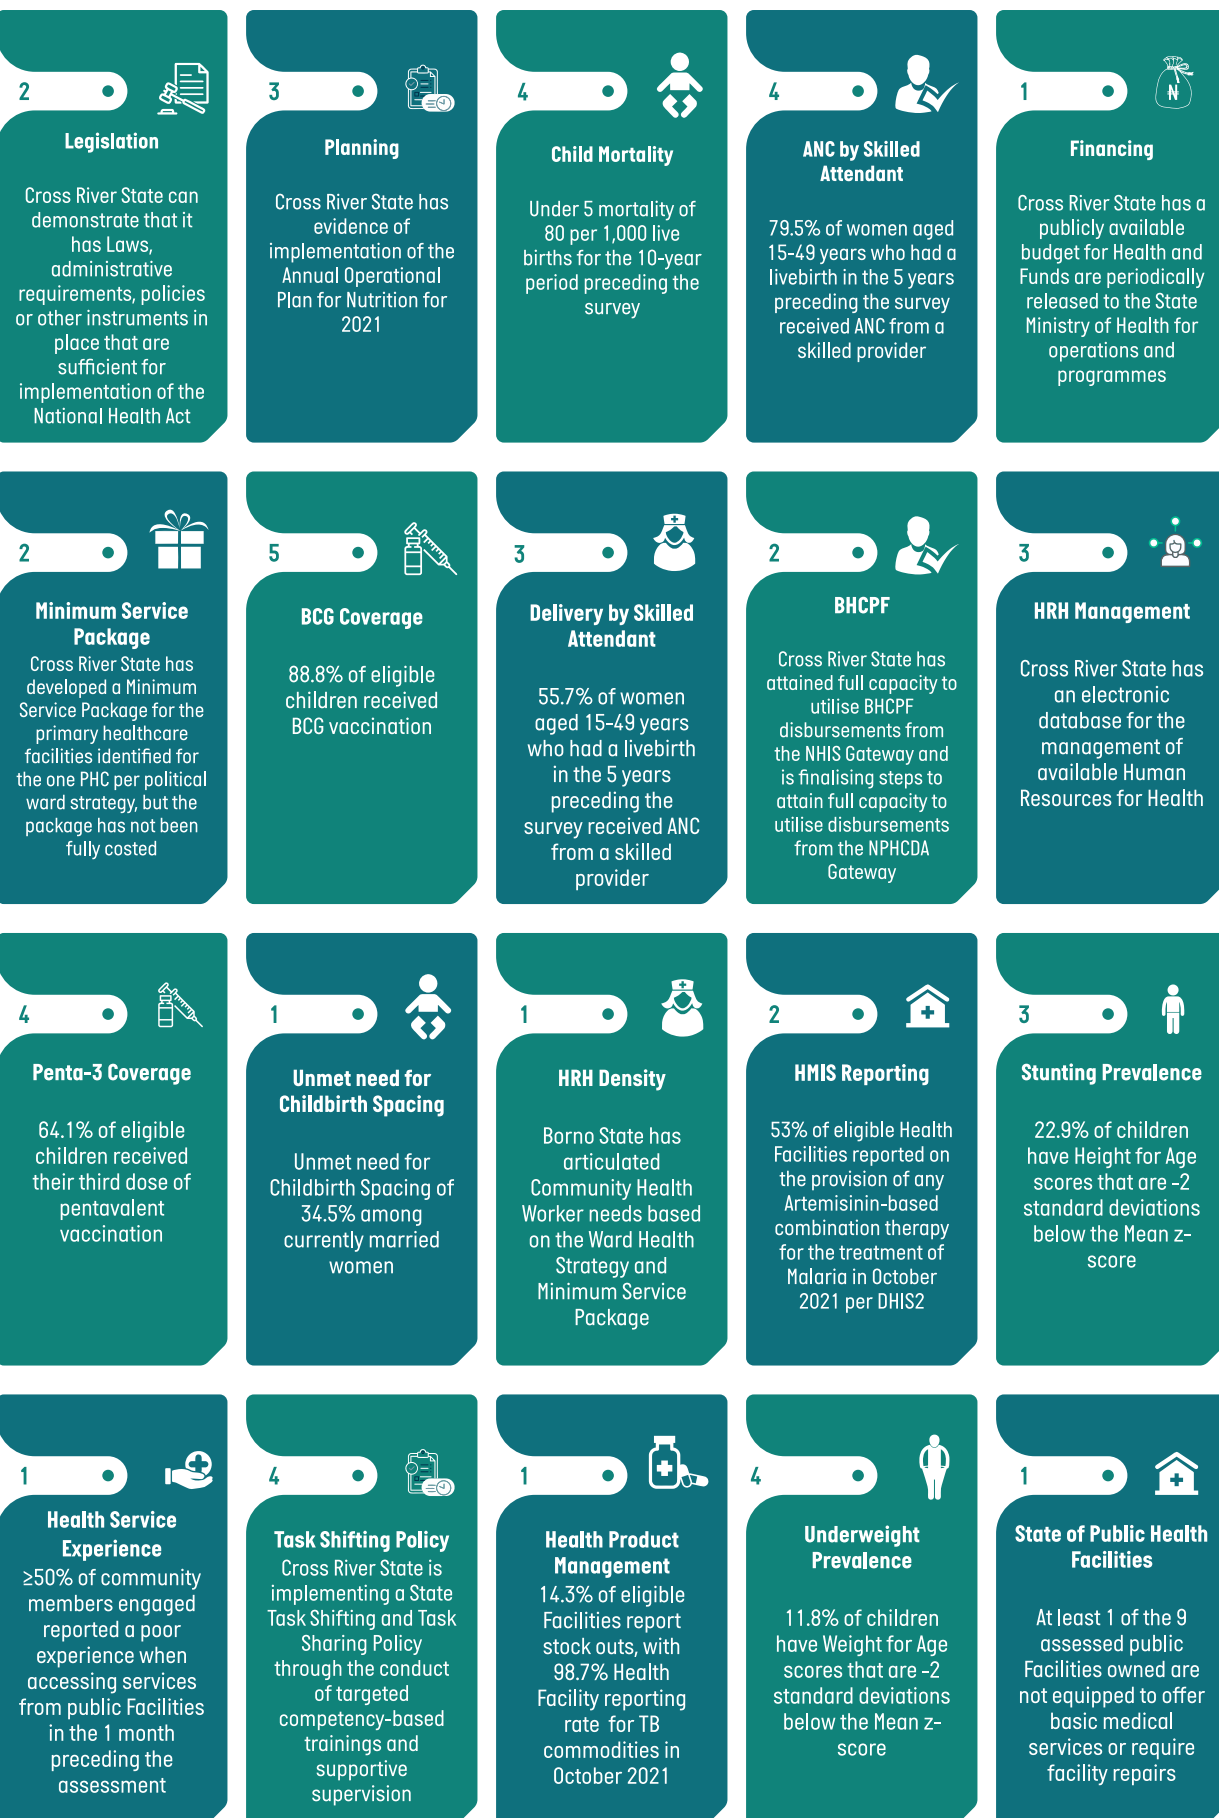 2
Legislation
Cross River State can
demonstrate that it
has Laws,
administrative
requirements, policies
or other instruments in
place that are
sufficient for
implementation of the
National Health Act
3
Planning
Cross River State has
evidence of
implementation of the
Annual Operational
Plan for Nutrition for
2021
4
Child Mortality
Under 5 mortality of
80 per 1,000 live
births for the 10-year
period preceding the
survey
4
ANC by Skilled
Attendant
79.5% of women aged
15-49 years who had a
livebirth in the 5 years
preceding the survey
received ANC from a
skilled provider
1
₦
Financing
Cross River State has a
publicly available
budget for Health and
Funds are periodically
released to the State
Ministry of Health for
operations and
programmes
2
Minimum Service
Package
Cross River State has
developed a Minimum
Service Package for the
primary healthcare
facilities identified for
the one PHC per political
ward strategy, but the
package has not been
fully costed
5
BCG Coverage
88.8% of eligible
children received
BCG vaccination
3
Delivery by Skilled
Attendant
55.7% of women
aged 15-49 years
who had a livebirth
in the 5 years
preceding the
survey received ANC
from a skilled
provider
2
BHCPF
Cross River State has
attained full capacity to
utilise BHCPF
disbursements from
the NHIS Gateway and
is finalising steps to
attain full capacity to
utilise disbursements
from the NPHCDA
Gateway
3
HRH Management
Cross River State has
an electronic
database for the
management of
available Human
Resources for Health
4
Penta-3 Coverage
64.1% of eligible
children received
their third dose of
pentavalent
vaccination
1
Unmet need for
Childbirth Spacing
Unmet need for
Childbirth Spacing of
34.5% among
currently married
women
1
HRH Density
Borno State has
articulated
Community Health
Worker needs based
on the Ward Health
Strategy and
Minimum Service
Package
2
HMIS Reporting
53% of eligible Health
Facilities reported on
the provision of any
Artemisinin-based
combination therapy
for the treatment of
Malaria in October
2021 per DHIS2
3
Stunting Prevalence
22.9% of children
have Height for Age
scores that are -2
standard deviations
below the Mean z-
score
1
Health Service
Experience
≥50% of community
members engaged
reported a poor
experience when
accessing services
from public Facilities
in the 1 month
preceding the
assessment
4
Task Shifting Policy
Cross River State is
implementing a State
Task Shifting and Task
Sharing Policy
through the conduct
of targeted
competency-based
trainings and
supportive
supervision
1
Health Product
Management
14.3% of eligible
Facilities report
stock outs, with
98.7% Health
Facility reporting
rate for TB
commodities in
October 2021
4
Underweight
Prevalence
11.8% of children
have Weight for Age
scores that are -2
standard deviations
below the Mean z-
score
1
State of Public Health
Facilities
At least 1 of the 9
assessed public
Facilities owned are
not equipped to offer
basic medical
services or require
facility repairs